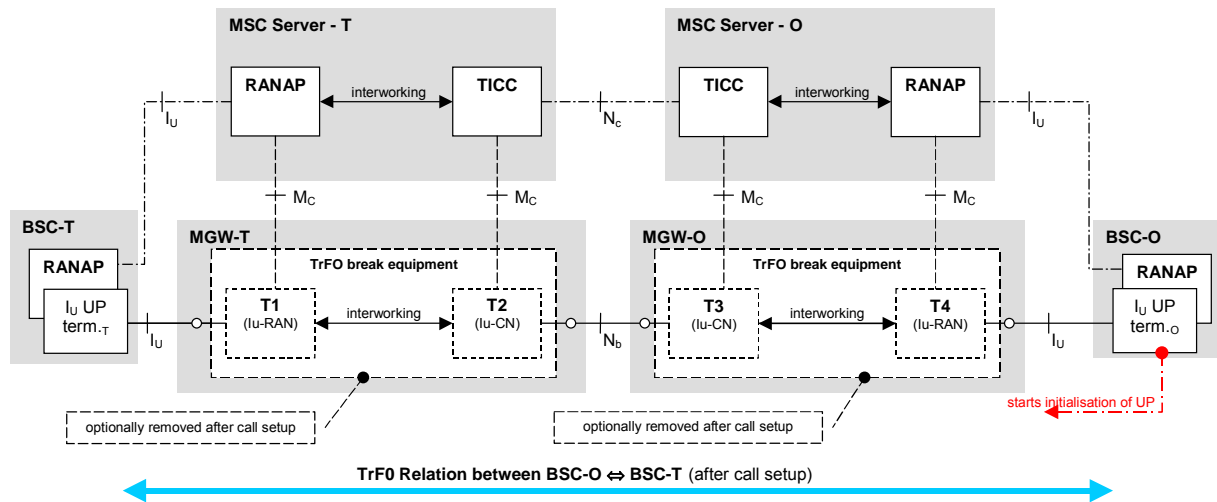 MSC Server - T
MSC Server - O
RANAP
interworking
TICC
TICC
interworking
RANAP
IU
Nc
IU
MC
MC
MC
MC
BSC-T
MGW-T
MGW-O
BSC-O
RANAP
TrFO break equipment
TrFO break equipment
RANAP
IU UP
term.T
T1
(Iu-RAN)
interworking
T2
(Iu-CN)
T3
(Iu-CN)
interworking
T4
(Iu-RAN)
IU UP
term.O
IU
Nb
IU
starts initialisation of UP
optionally removed after call setup
optionally removed after call setup
TrF0 Relation between BSC-O ⇔ BSC-T (after call setup)